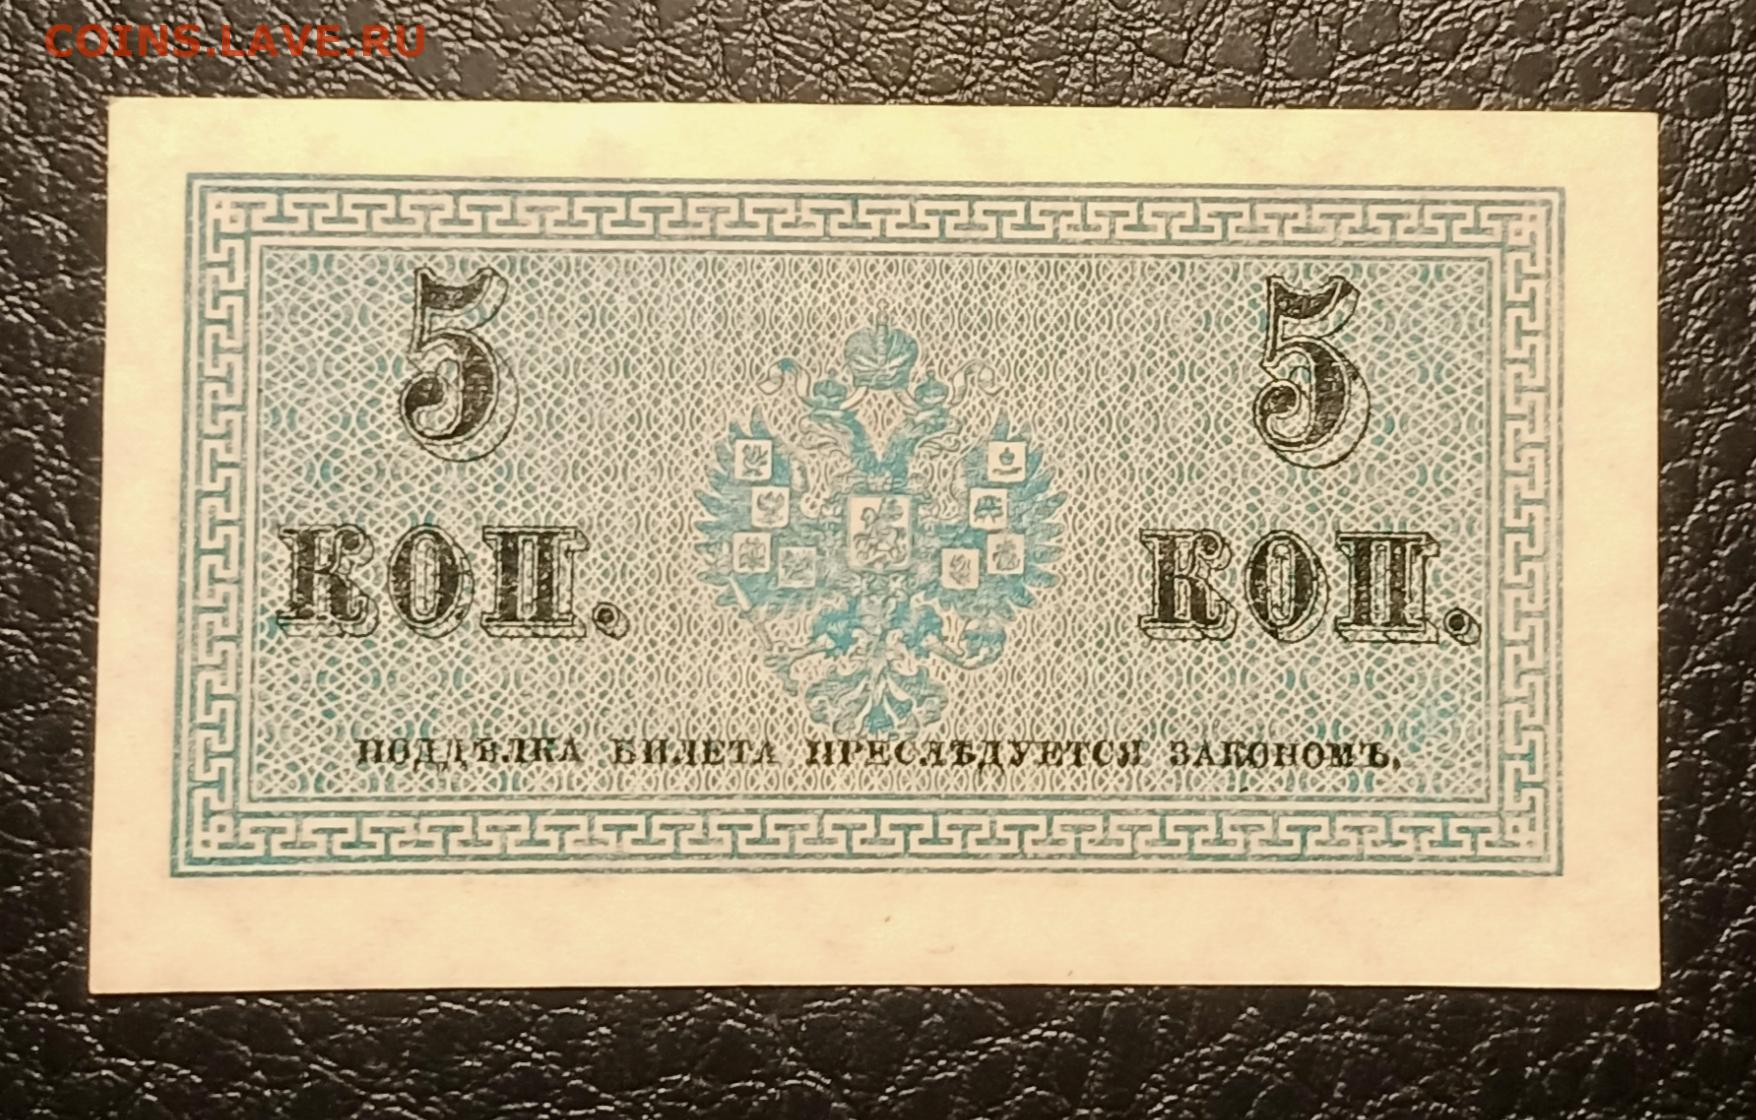 COINS.LAVE.RU
5 5
КОП. КОП.
ПОДДѢЛКА БИЛЕТА ПРЕСЛѢДУЕТСЯ ЗАКОНОМЪ.